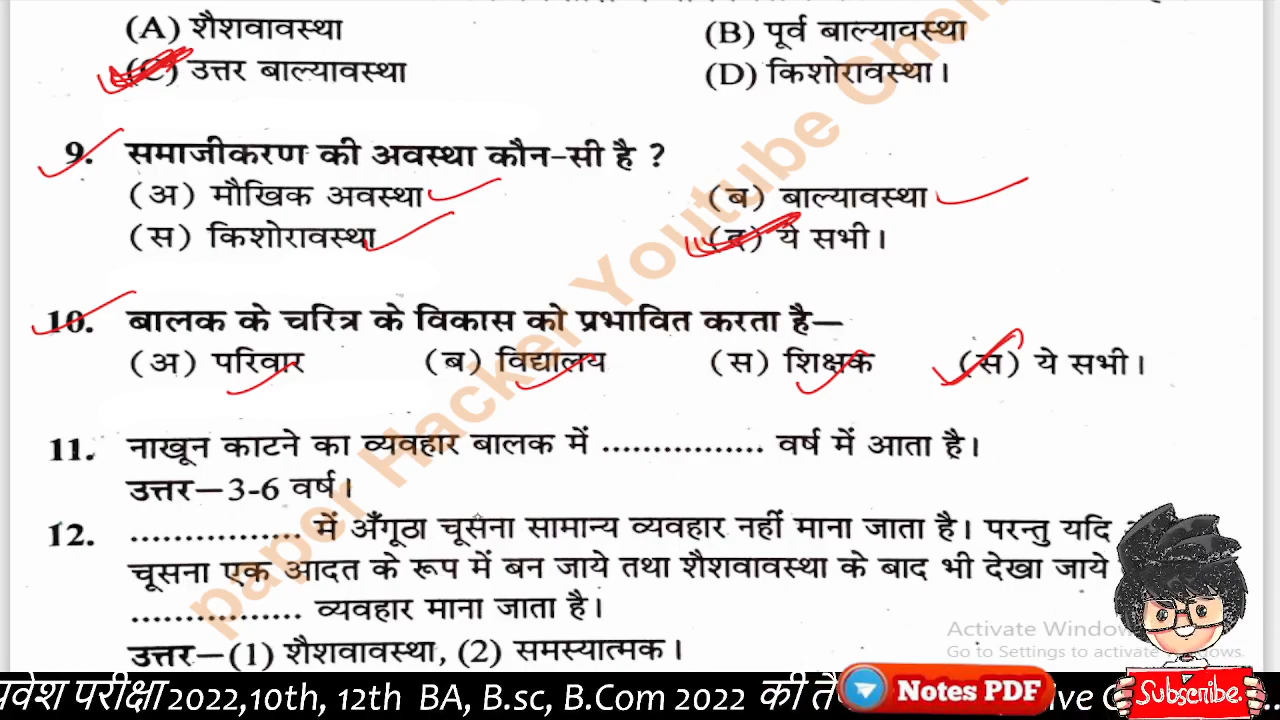 (A) शैशवावस्था (B) पूर्व बाल्यावस्था
(C) उत्तर बाल्यावस्था (D) किशोरावस्था।
9. समाजीकरण की अवस्था कौन-सी है ?
(अ) मौखिक अवस्था (ब) बाल्यावस्था
(स) किशोरावस्था (द) ये सभी।
10. बालक के चरित्र के विकास को प्रभावित करता है—
(अ) परिवार (ब) विद्यालय (स) शिक्षक (स) ये सभी।
11. नाखून काटने का व्यवहार बालक में ................ वर्ष में आता है।
उत्तर—3-6 वर्ष।
12. ................. में अँगूठा चूसना सामान्य व्यवहार नहीं माना जाता है। परन्तु यदि
चूसना एक आदत के रूप में बन जाये तथा शैशवावस्था के बाद भी देखा जाये
................. व्यवहार माना जाता है।
उत्तर—(1) शैशवावस्था, (2) समस्यात्मक।
paper Hacker Youtube
Activate Windows
Go to Settings to activate
परीक्षा 2022,10th, 12th BA, B.sc, B.Com 2022 की
Notes PDF
Subscribe